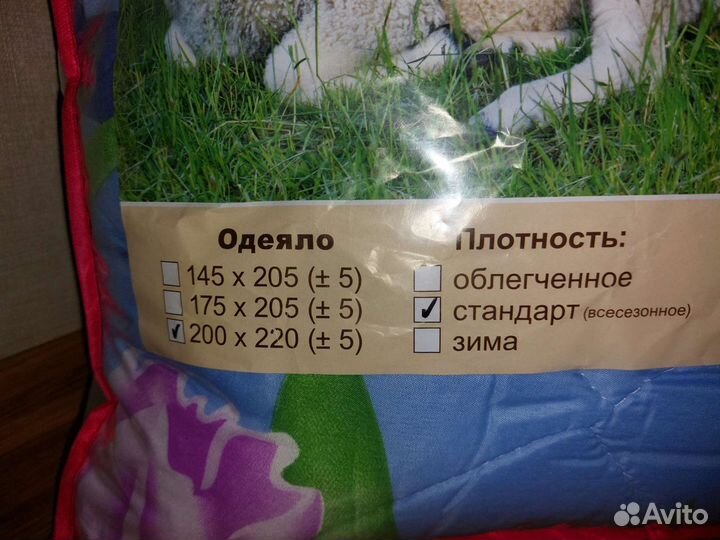 Одеяло
145 x 205 (± 5)
175 x 205 (± 5)
200 x 220 (± 5)
Плотность:
облегченное
стандарт (всесезонное)
зима
Avito